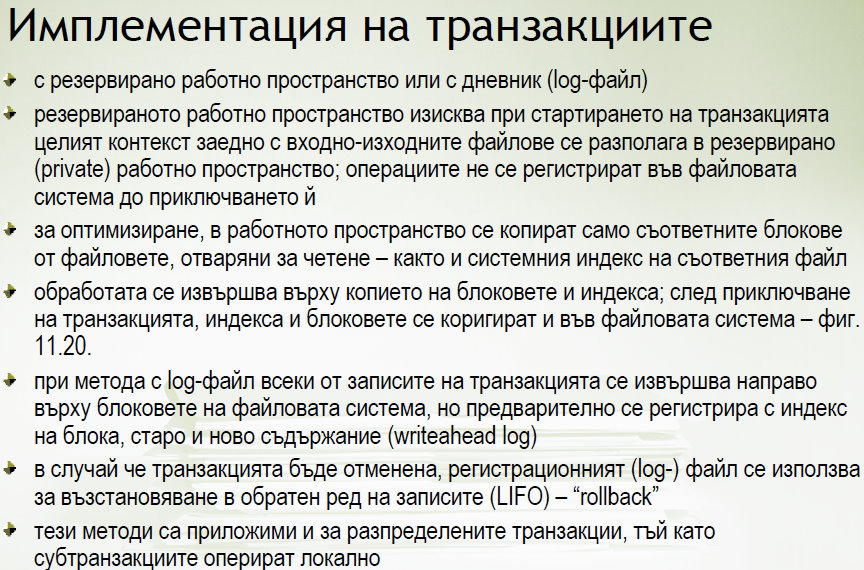 Имплементация на транзакциите
с резервирано работно пространство или с дневник (log-файл)
резервираното работно пространство изисква при стартирането на транзакцията
целият контекст заедно с входно-изходните файлове се разполага в резервирано
(private) работно пространство; операциите не се регистрират във файловата
система до приключването й
за оптимизиране, в работното пространство се копират само съответните блокове
от файловете, отваряни за четене – както и системния индекс на съответния файл
обработата се извършва върху копието на блоковете и индекса; след приключване
на транзакцията, индекса и блоковете се коригират и във файловата система – фиг.
11.20.
при метода с log-файл всеки от записите на транзакцията се извършва направо
върху блоковете на файловата система, но предварително се регистрира с индекс
на блока, старо и ново съдържание (writeahead log)
в случай че транзакцията бъде отменена, регистрационният (log-) файл се използва
за възстановяване в обратен ред на записите (LIFO) – “rollback”
тези методи са приложими и за разпределените транзакции, тъй като
субтранзакциите оперират локално